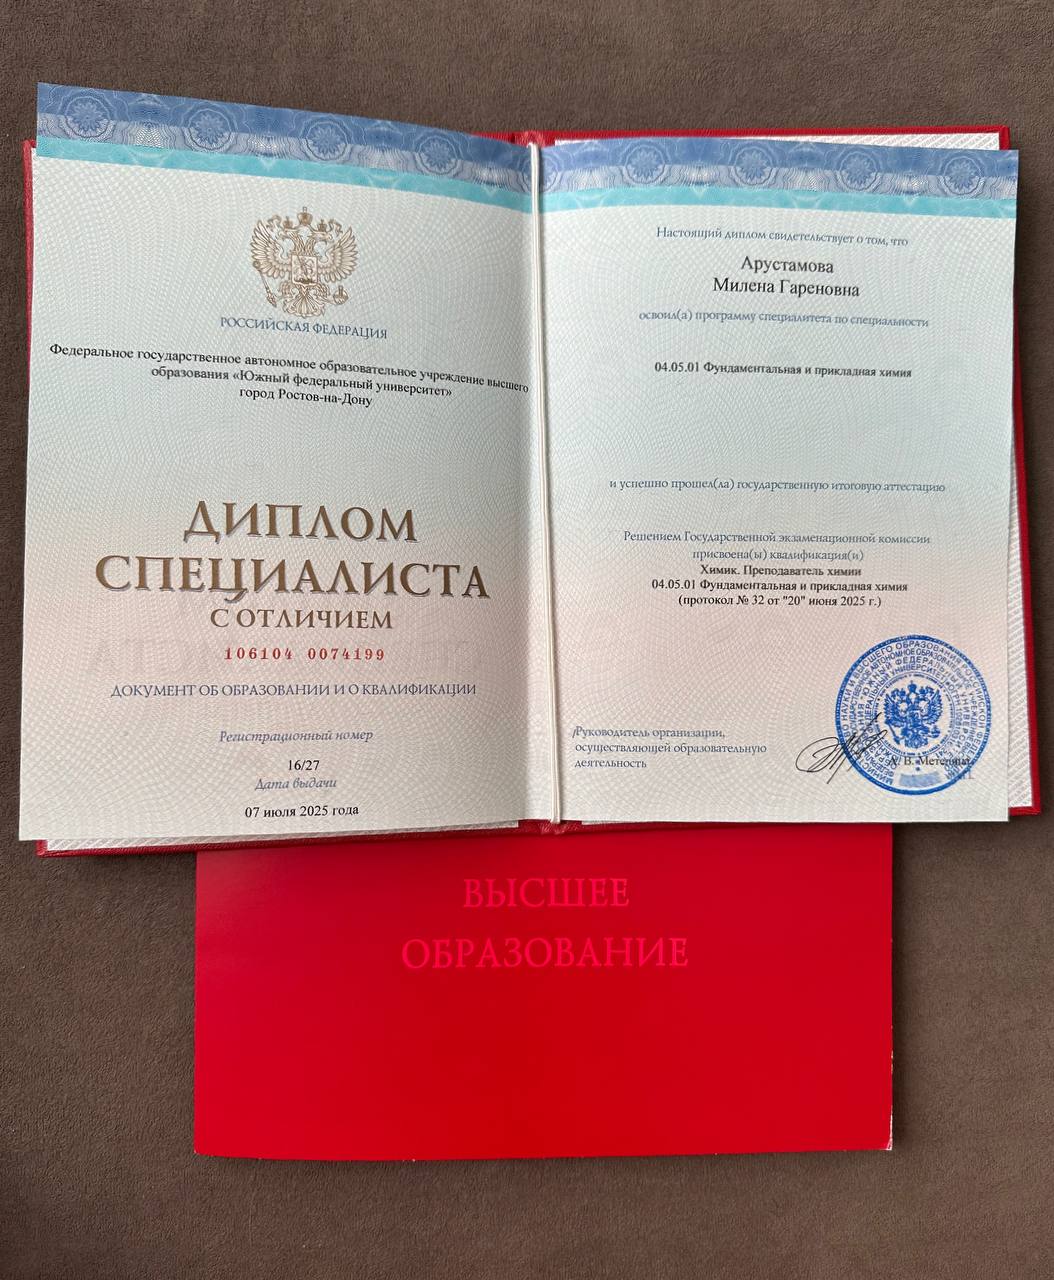 РОССИЙСКАЯ ФЕДЕРАЦИЯ
Федеральное государственное автономное образовательное учреждение высшего
образования «Южный федеральный университет»
город Ростов-на-Дону
ДИПЛОМ
СПЕЦИАЛИСТА
С ОТЛИЧИЕМ
106104 0074199
ДОКУМЕНТ ОБ ОБРАЗОВАНИИ И О КВАЛИФИКАЦИИ
Регистрационный номер
16/27
Дата выдачи
07 июля 2025 года
Настоящий диплом свидетельствует о том, что
Арустамова
Милена Гареновна
освоил(а) программу специалитета по специальности
04.05.01 Фундаментальная и прикладная химия
и успешно прошел(ла) государственную итоговую аттестацию
Решением Государственной экзаменационной комиссии
присвоена(ы) квалификация(и)
Химик. Преподаватель химии
04.05.01 Фундаментальная и прикладная химия
(протокол № 32 от "20" июня 2025 г.)
Руководитель организации,
осуществляющей образовательную
деятельность
ВЫСШЕЕ
ОБРАЗОВАНИЕ